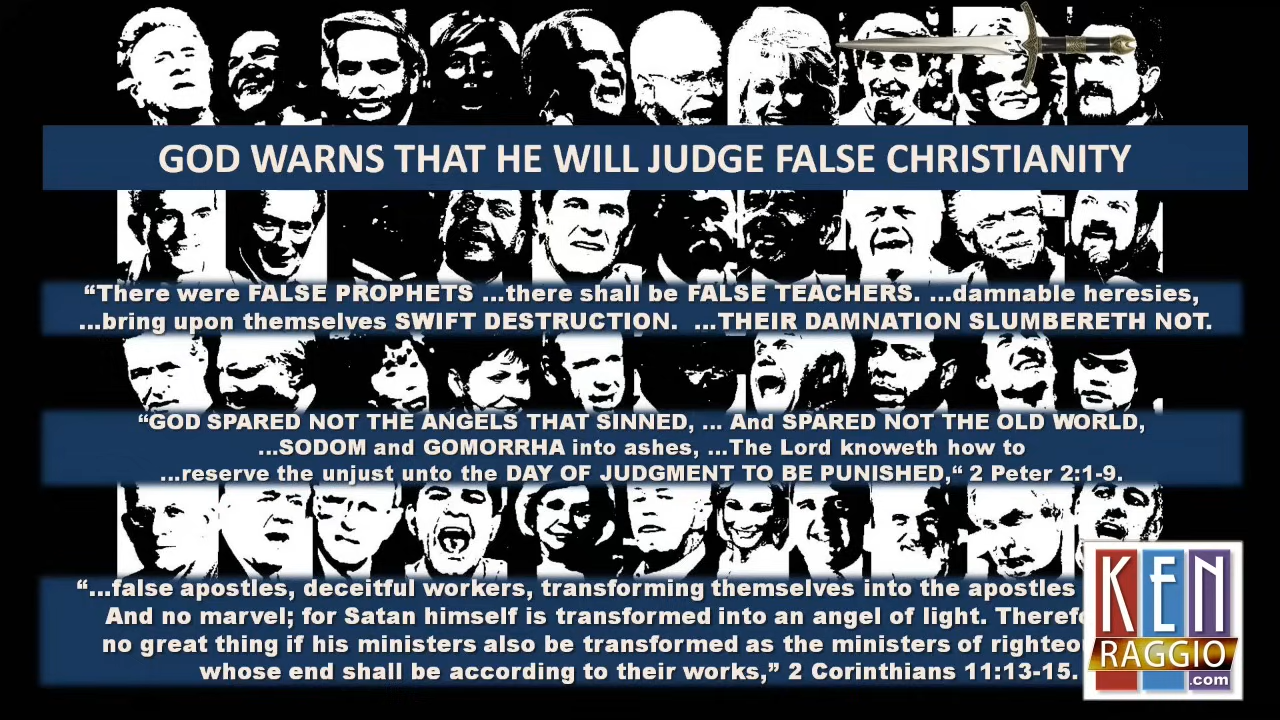 GOD WARNS THAT HE WILL JUDGE FALSE CHRISTIANITY
“There were FALSE PROPHETS ...there shall be FALSE TEACHERS. ...damnable heresies,
...bring upon themselves SWIFT DESTRUCTION. ...THEIR DAMNATION SLUMBERETH NOT.
“GOD SPARED NOT THE ANGELS THAT SINNED, ... And SPARED NOT THE OLD WORLD,
...SODOM and GOMORRHA into ashes, ...The Lord knoweth how to
...reserve the unjust unto the DAY OF JUDGMENT TO BE PUNISHED,“ 2 Peter 2:1-9.
“...false apostles, deceitful workers, transforming themselves into the apostles
And no marvel; for Satan himself is transformed into an angel of light.
no great thing if his ministers also be transformed as the ministers of
whose end shall be according to their works,” 2 Corinthians 11:13-15.
KEN
RAGGIO
.com